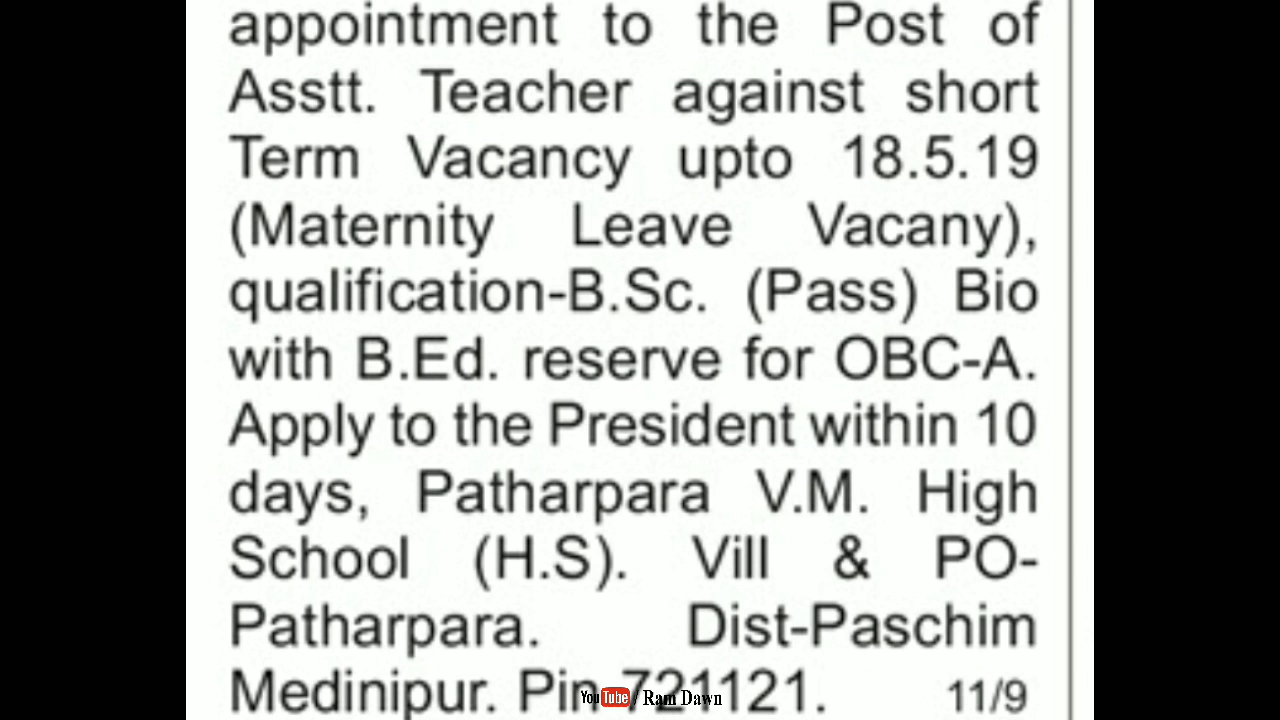 appointment to the Post of
Asstt. Teacher against short
Term Vacancy upto 18.5.19
(Maternity Leave Vacany),
qualification-B.Sc. (Pass) Bio
with B.Ed. reserve for OBC-A.
Apply to the President within 10
days, Patharpara V.M. High
School (H.S). Vill & PO-
Patharpara. Dist-Paschim
Medinipur. Pin-721121. 11/9
YouTube / Ram Dawn